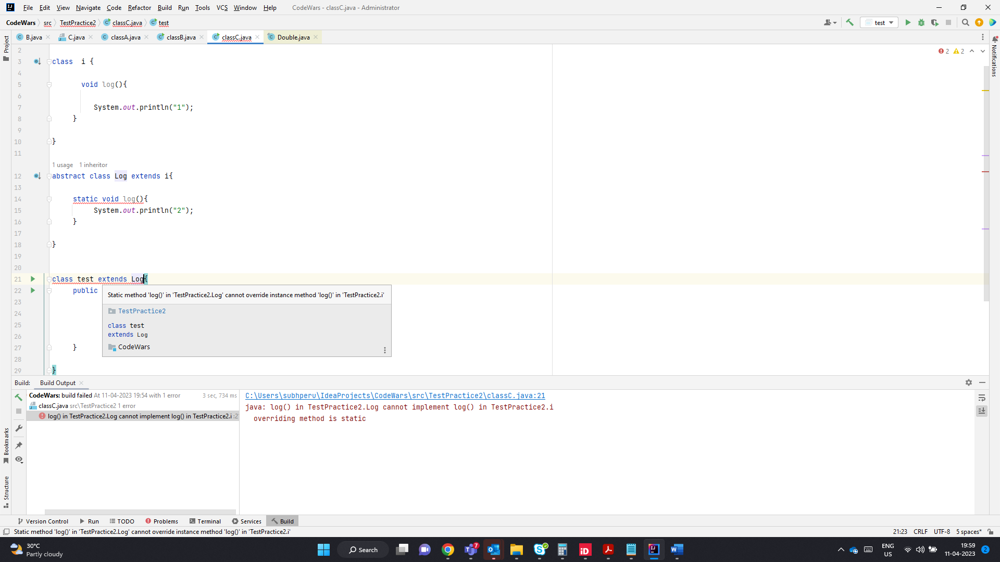 File Edit View Navigate Code Refactor Build Run Tools VCS Window Help CodeWars - classC.java - Administrator
CodeWars src TestPractice2 classC.java test
test
B.java C.java classA.java classB.java classC.java Double.java
Project
Notifications
2 2
2
3 class i {
4
5 void log(){
6
7 System.out.println("1");
8 }
9
10 }
11
1 usage 1 inheritor
12 abstract class Log extends i{
13
14 static void log(){
15 System.out.println("2");
16 }
17
18 }
19
20
21 class test extends Log{
22 public
23
24
25
26
27 }
28
29 }
Static method 'log()' in 'TestPractice2.Log' cannot override instance method 'log()' in 'TestPractice2.i'
TestPractice2
class test
extends Log
CodeWars
Build: Build Output
CodeWars: build failed At 11-04-2023 19:54 with 1 error 3 sec, 734 ms
classC.java src\TestPractice2 1 error
log() in TestPractice2.Log cannot implement log() in TestPractice2.i :2
C:\Users\subhperu\IdeaProjects\CodeWars\src\TestPractice2\classC.java:21
java: log() in TestPractice2.Log cannot implement log() in TestPractice2.i
overriding method is static
Bookmarks
Structure
Version Control Run TODO Problems Terminal Services Build
Static method 'log()' in 'TestPractice2.Log' cannot override instance method 'log()' in 'TestPractice2.i' 21:23 CRLF UTF-8 5 spaces*
30°C
Partly cloudy
Search
7
iD
W
ENG
US
19:59
11-04-2023
2